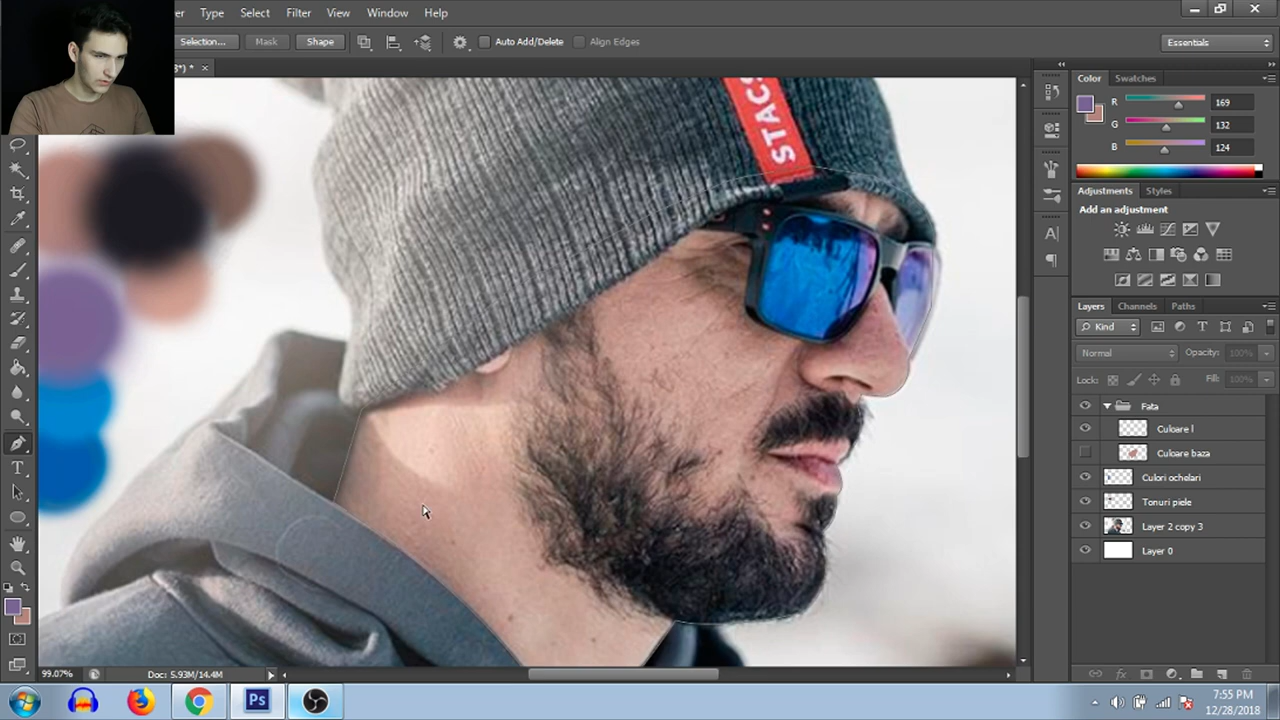 er Type Select Filter View Window Help
Selection... Mask Shape Auto Add/Delete Align Edges Essentials
3*) * ×
Color Swatches
R 169
G 132
B 124
Adjustments Styles
Add an adjustment
Layers Channels Paths
Kind
Normal Opacity: 100%
Lock: Fill: 100%
Fata
Culoare l
Culoare baza
Culori ochelari
Tonuri piele
Layer 2 copy 3
Layer 0
99.07% Doc: 5.93M/14.4M
Ps
7:55 PM
12/28/2018